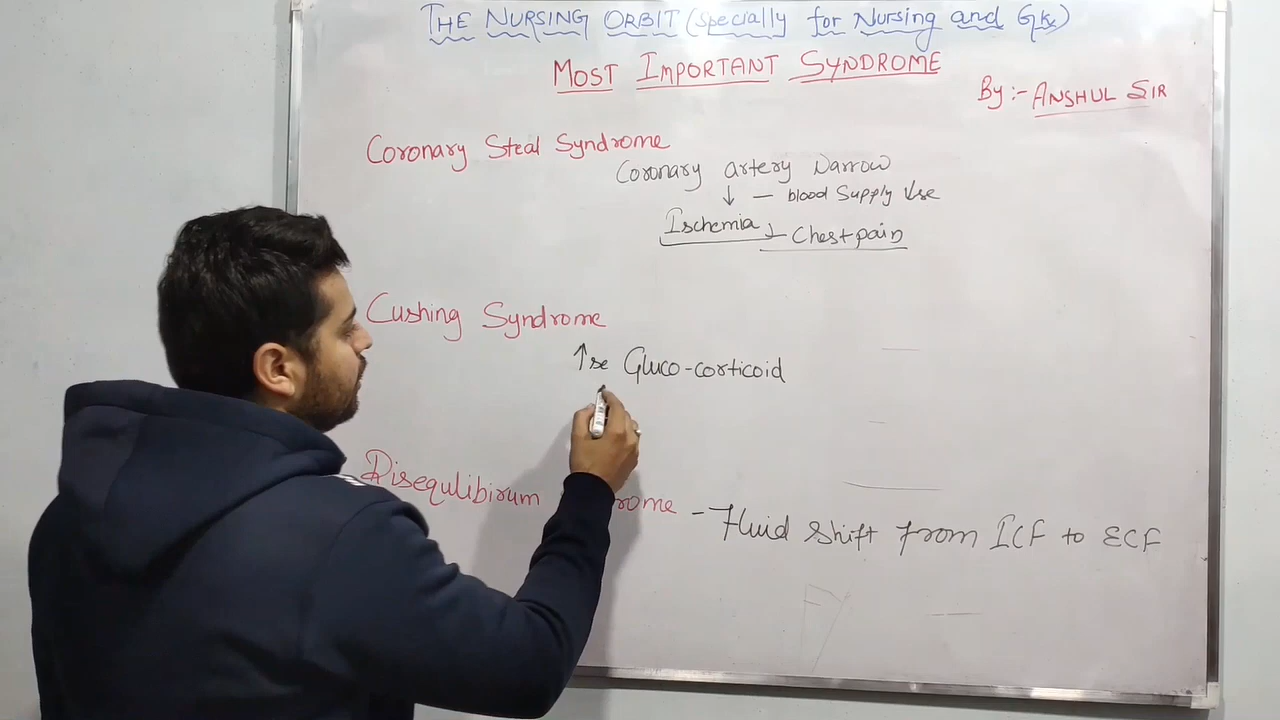 THE NURSING ORBIT (specially for Nursing and Gk)
MOST IMPORTANT SYNDROME
By :- ANSHUL SIR
Coronary Steal Syndrome
Coronary artery Narrow
↓ — blood Supply ↓se
Ischemia → Chest pain
Cushing Syndrome
↑se Gluco-corticoid
Disequlibirum rome - Fluid shift from ICF to ECF